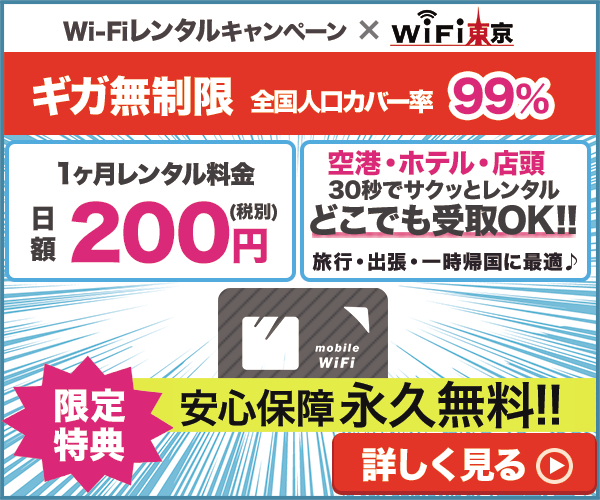 Wi-Fiレンタルキャンペーン × WiFi東京
ギガ無制限 全国人口カバー率 99%
1ヶ月レンタル料金
日額 200円 (税別)
空港・ホテル・店頭
30秒でサクッとレンタル
どこでも受取OK!!
旅行・出張・一時帰国に最適♪
mobile
WiFi
限定
特典
安心保障 永久無料!!
詳しく見る